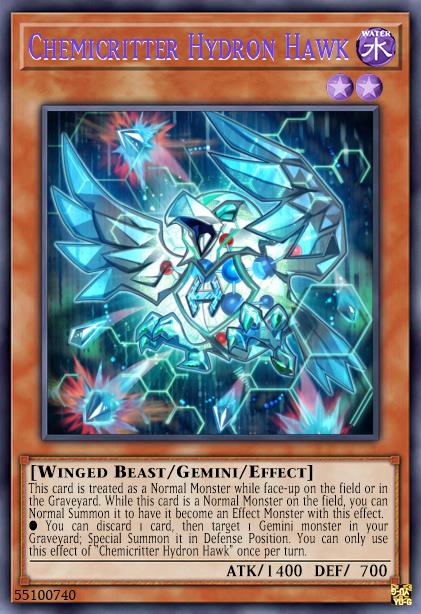 CHEMICRITTER HYDRON HAWK
WATER
水
H
[WINGED BEAST/GEMINI/EFFECT]
This card is treated as a Normal Monster while face-up on the field or in
the Graveyard. While this card is a Normal Monster on the field, you can
Normal Summon it to have it become an Effect Monster with this effect.
● You can discard 1 card, then target 1 Gemini monster in your
Graveyard; Special Summon it in Defense Position. You can only use
this effect of "Chemicritter Hydron Hawk" once per turn.
ATK/1400 DEF/ 700
55100740